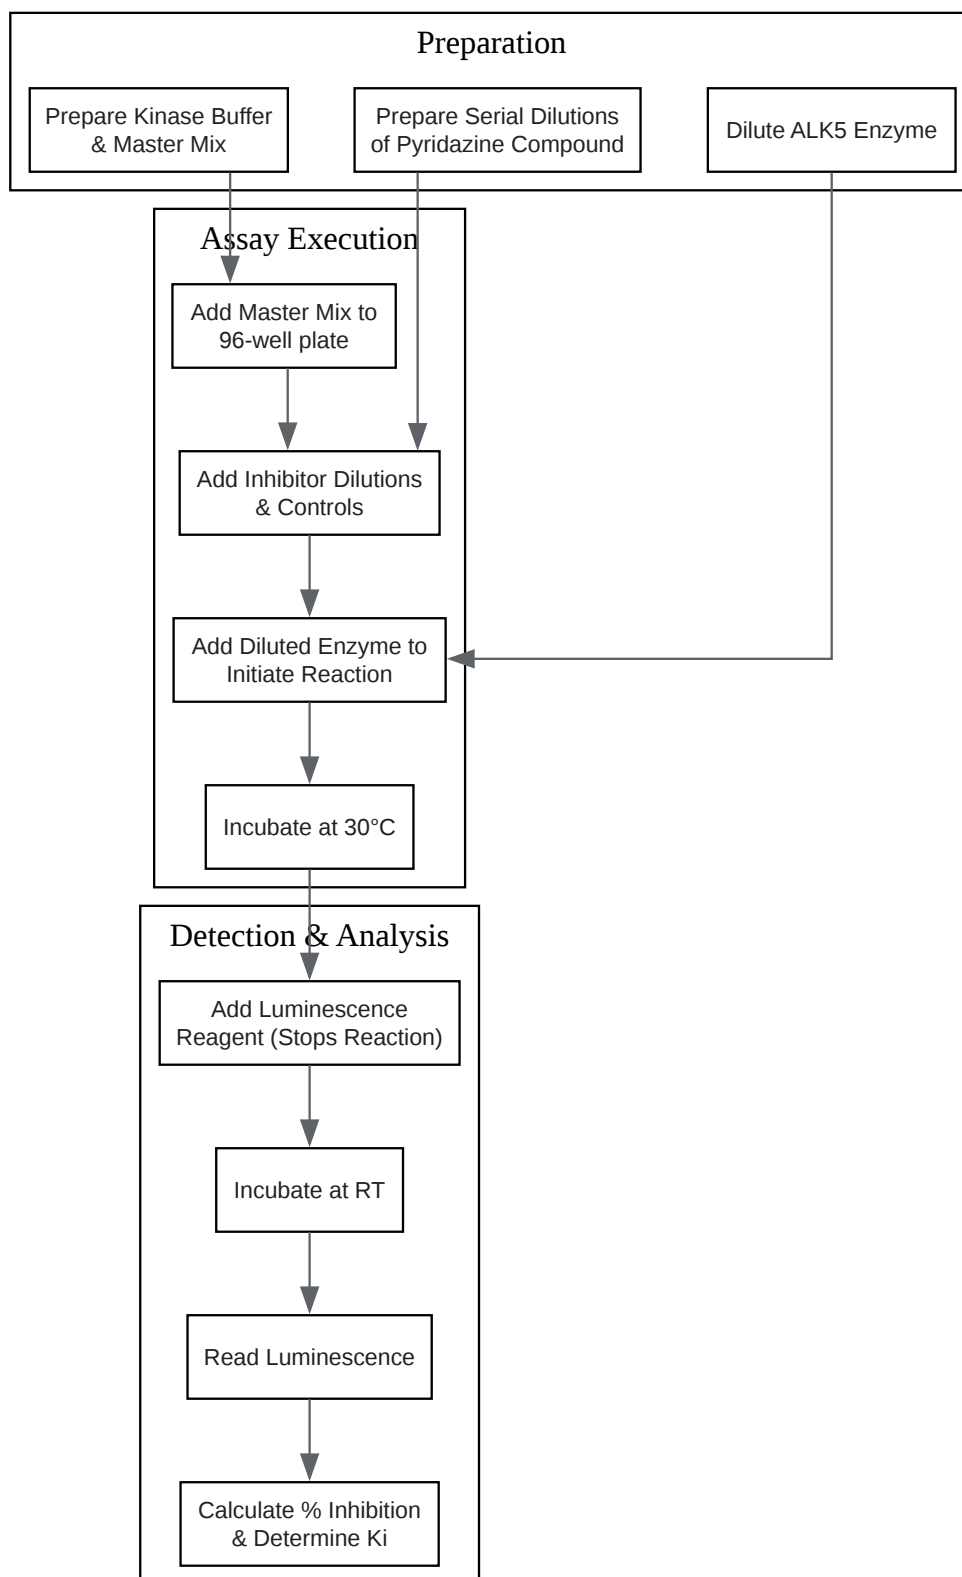 Preparation
Prepare Kinase Buffer
& Master Mix
Prepare Serial Dilutions
of Pyridazine Compound
Dilute ALK5 Enzyme
Assay Execution
Add Master Mix to
96-well plate
Add Inhibitor Dilutions
& Controls
Add Diluted Enzyme to
Initiate Reaction
Incubate at 30°C
Detection & Analysis
Add Luminescence
Reagent (Stops Reaction)
Incubate at RT
Read Luminescence
Calculate % Inhibition
& Determine Ki